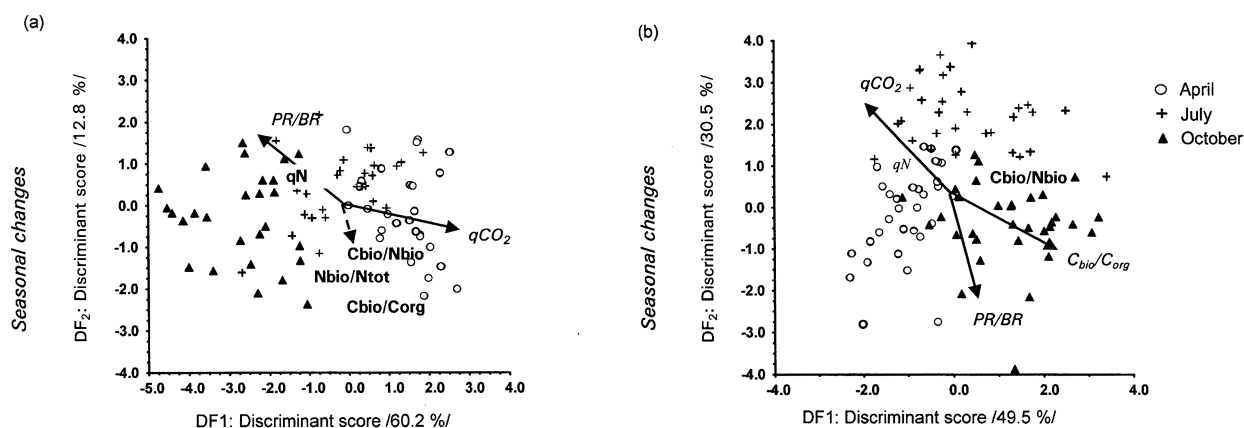 (a)
Seasonal changes
DF2: Discriminant score /12.8 %/
4.0
3.0
2.0
1.0
0.0
-1.0
-2.0
-3.0
-4.0
-5.0 -4.0 -3.0 -2.0 -1.0 0.0 1.0 2.0 3.0 4.0
DF1: Discriminant score /60.2 %/
PR/BR
qN
qCO2
Cbio/Nbio
Nbio/Ntot
Cbio/Corg
(b)
Seasonal changes
DF2: Discriminant score /30.5 %/
4.0
3.0
2.0
1.0
0.0
-1.0
-2.0
-3.0
-4.0
-4.0 -2.0 0.0 2.0 4.0
DF1: Discriminant score /49.5 %/
qCO2
qN
Cbio/Nbio
Cbio/Corg
PR/BR
April
July
October